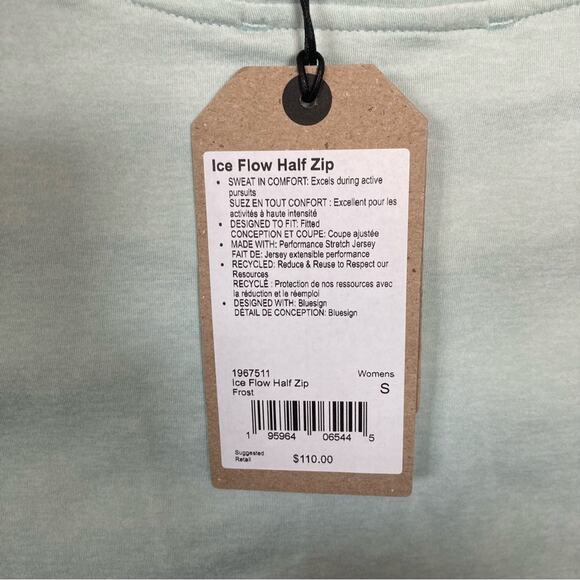 Ice Flow Half Zip
• SWEAT IN COMFORT: Excels during active
pursuits
SUEZ EN TOUT CONFORT : Excellent pour les
activités à haute intensité
• DESIGNED TO FIT: Fitted
CONCEPTION ET COUPE: Coupe ajustée
• MADE WITH: Performance Stretch Jersey
FAIT DE: Jersey extensible performance
• RECYCLED: Reduce & Reuse to Respect our
Resources
RECYCLÉ : Protection de nos ressources avec
la réduction et le réemploi
• DESIGNED WITH: Bluesign
DÉTAIL DE CONCEPTION: Bluesign
1967511 Womens
Ice Flow Half Zip S
Frost
1 95964 06544 5
Suggested
Retail $110.00